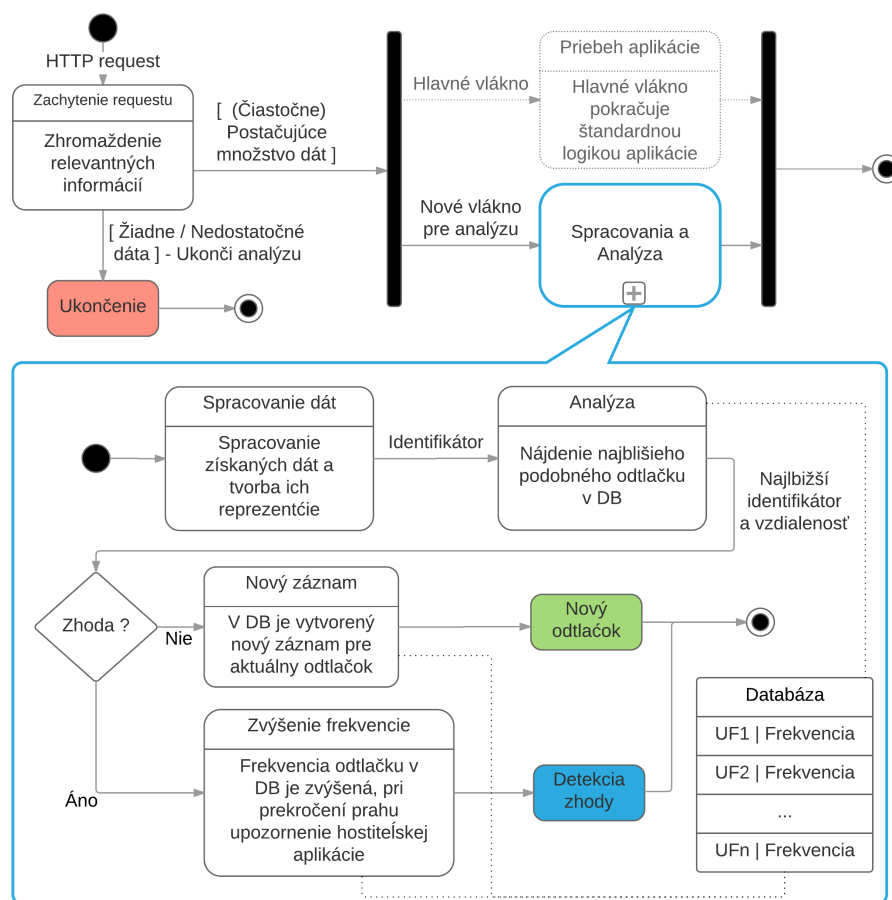 HTTP request
Zachytenie requestu
Zhromaždenie
relevantných
informácií
[  (Čiastočne)
Postačujúce
množstvo dát ]
Hlavné vlákno
Priebeh aplikácie
Hlavné vlákno
pokračuje
štandardnou
logikou aplikácie
Nové vlákno
pre analýzu
Spracovania a
Analýza
[ Žiadne / Nedostatočné
dáta ] - Ukonči analýzu
Ukončenie
Spracovanie dát
Spracovanie
získaných dát a
tvorba ich
reprezentćie
Identifikátor
Analýza
Nájdenie najblišieho
podobného odtlačku
v DB
Najlbižší
identifikátor
a vzdialenosť
Zhoda ?
Nie
Nový záznam
V DB je vytvorený
nový záznam pre
aktuálny odtlačok
Nový
odtlaćok
Áno
Zvýšenie frekvencie
Frekvencia odtlačku v
DB je zvýšená, pri
prekročení prahu
upozornenie hostiteĺskej
aplikácie
Detekcia
zhody
Databáza
UF1 | Frekvencia
UF2 | Frekvencia
...
UFn | Frekvencia